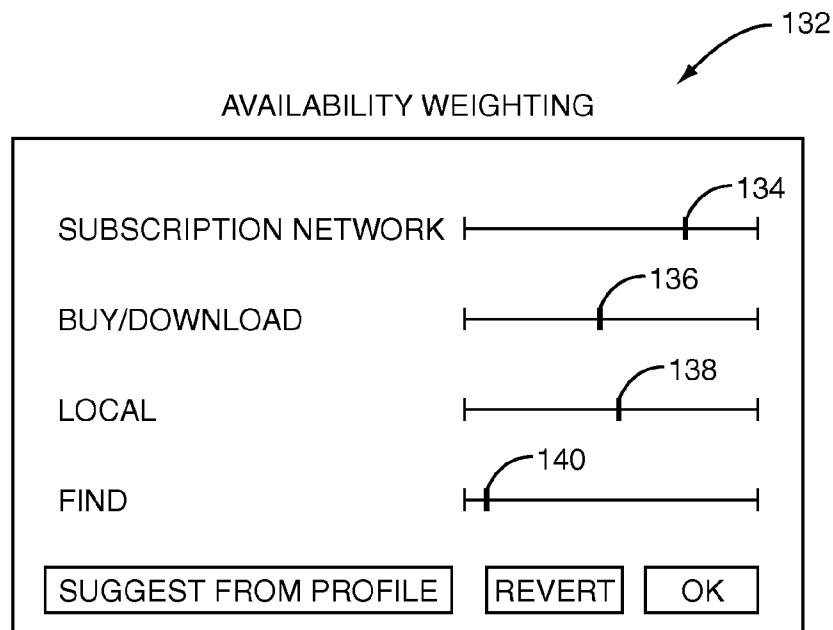 132
AVAILABILITY WEIGHTING
134
SUBSCRIPTION NETWORK
136
BUY/DOWNLOAD
138
LOCAL
140
FIND
SUGGEST FROM PROFILE REVERT OK